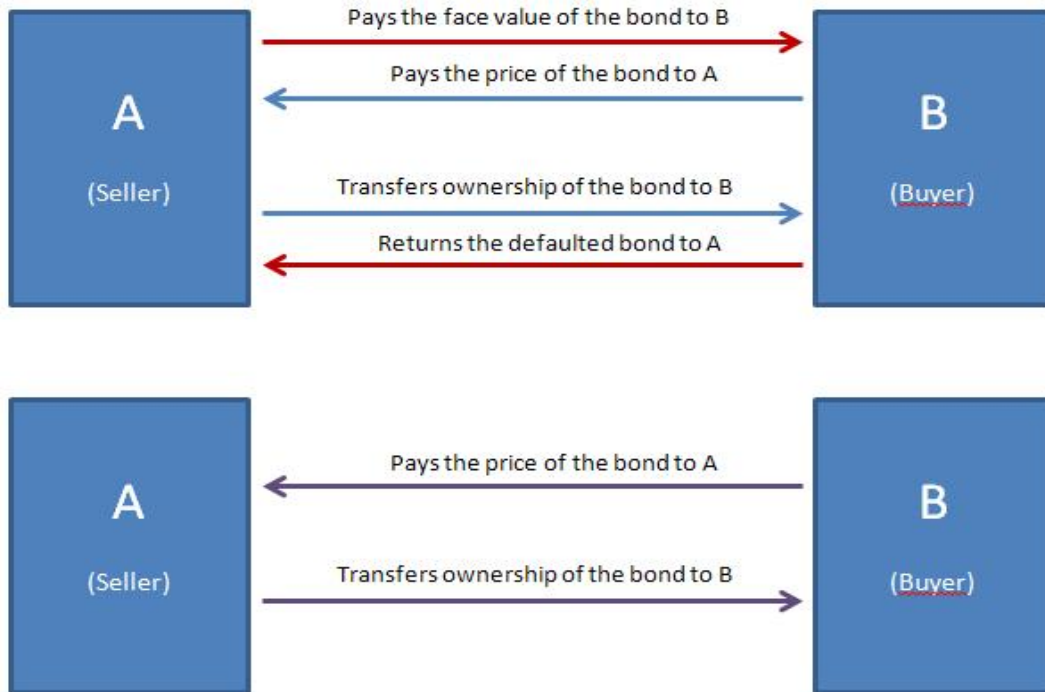 Pays the face value of the bond to B
Pays the price of the bond to A
A
B
(Seller)
(Buyer)
Transfers ownership of the bond to B
Returns the defaulted bond to A
Pays the price of the bond to A
A
B
(Seller)
(Buyer)
Transfers ownership of the bond to B